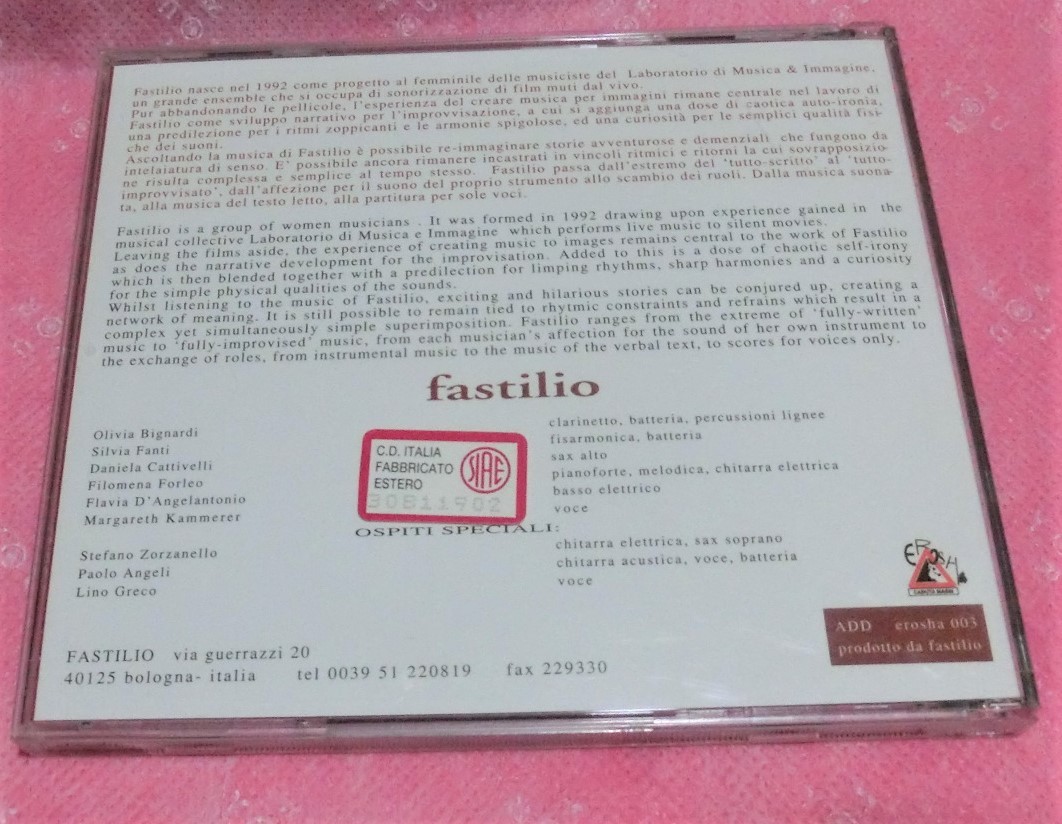 Fastilio nasce nel 1992 come progetto al femminile delle musiciste del Laboratorio di Musica & Immagine,
un grande ensemble che si occupa di sonorizzazione di film muti dal vivo.
Pur abbandonando le pellicole, l'esperienza del creare musica per immagini rimane centrale nel lavoro di
Fastilio come sviluppo narrativo per l'improvvisazione, a cui si aggiunga una dose di caotica auto-ironia,
una predilezione per i ritmi zoppicanti e le armonie spigolose, ed una curiosità per le semplici qualità fisi-
che dei suoni.
Ascoltando la musica di Fastilio è possibile re-immaginare storie avventurose e demenziali che fungono da
intelaiatura di senso. E' possibile ancora rimanere incastrati in vincoli ritmici e ritorni la cui sovrapposizio-
ne risulta complessa e semplice al tempo stesso. Fastilio passa dall'estremo del 'tutto-scritto' al 'tutto-
improvvisato', dall'affezione per il suono del proprio strumento allo scambio dei ruoli. Dalla musica suona-
ta, alla musica del testo letto, alla partitura per sole voci.
Fastilio is a group of women musicians . It was formed in 1992 drawing upon experience gained in the
musical collective Laboratorio di Musica e Immagine which performs live music to silent movies.
Leaving the films aside, the experience of creating music to images remains central to the work of Fastilio
as does the narrative development for the improvisation. Added to this is a dose of chaotic self-irony
which is then blended together with a predilection for limping rhythms, sharp harmonies and a curiosity
for the simple physical qualities of the sounds.
Whilst listening to the music of Fastilio, exciting and hilarious stories can be conjured up, creating a
network of meaning. It is still possible to remain tied to rhytmic constraints and refrains which result in a
complex yet simultaneously simple superimposition. Fastilio ranges from the extreme of 'fully-written'
music to 'fully-improvised' music, from each musician's affection for the sound of her own instrument to
the exchange of roles, from instrumental music to the music of the verbal text, to scores for voices only.
fastilio
Olivia Bignardi clarinetto, batteria, percussioni lignee
Silvia Fanti fisarmonica, batteria
Daniela Cattivelli sax alto
Filomena Forleo pianoforte, melodica, chitarra elettrica
Flavia D'Angelantonio basso elettrico
Margareth Kammerer voce
C.D. ITALIA
FABBRICATO
ESTERO
SIAE
30811902
OSPITI SPECIALI:
Stefano Zorzanello chitarra elettrica, sax soprano
Paolo Angeli chitarra acustica, voce, batteria
Lino Greco voce
EROSHA
ADD erosha 003
prodotto da fastilio
FASTILIO via guerrazzi 20
40125 bologna- italia tel 0039 51 220819 fax 229330